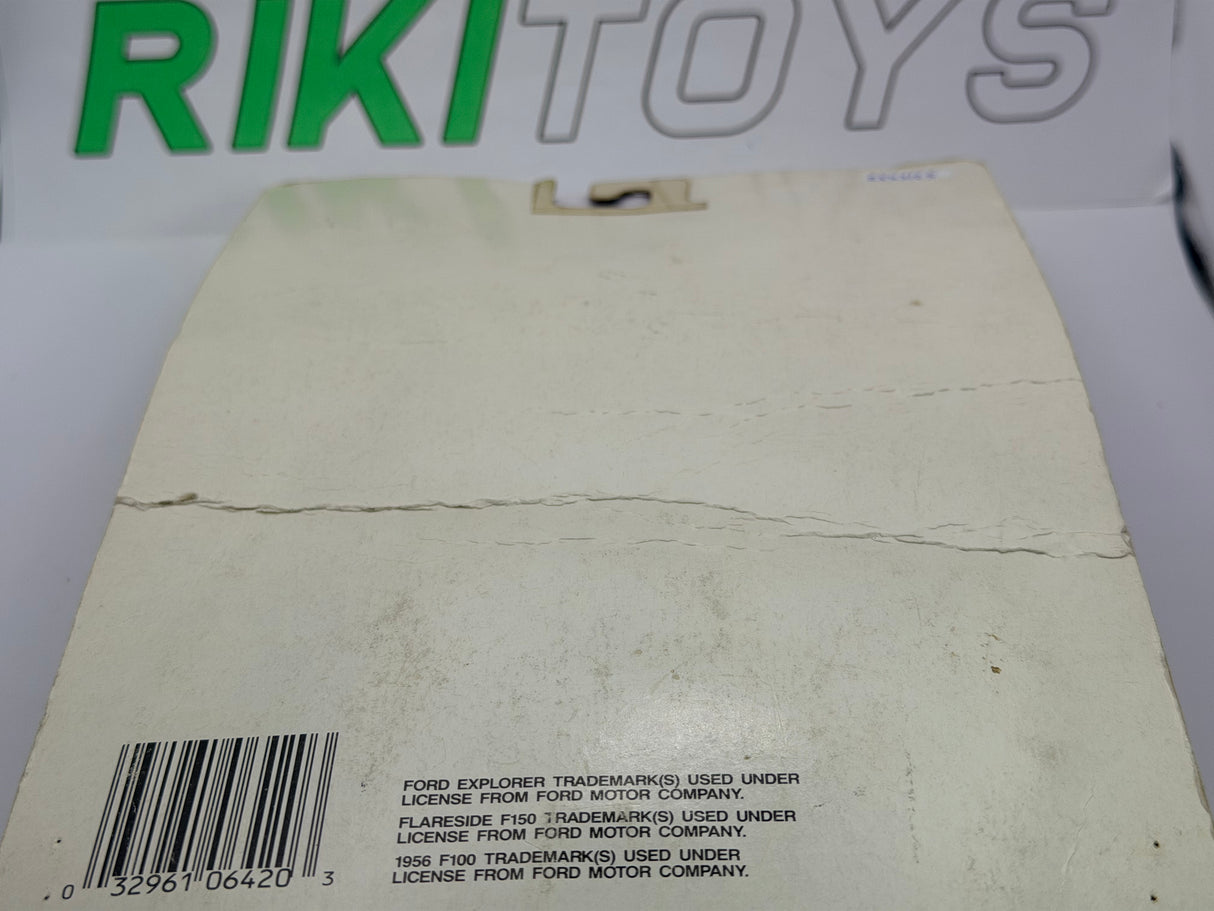 RIKITOYS
FORD EXPLORER TRADEMARK(S) USED UNDER
LICENSE FROM FORD MOTOR COMPANY.
FLARESIDE F150 TRADEMARK(S) USED UNDER
LICENSE FROM FORD MOTOR COMPANY.
1956 F100 TRADEMARK(S) USED UNDER
LICENSE FROM FORD MOTOR COMPANY.
0 32961 06420 3